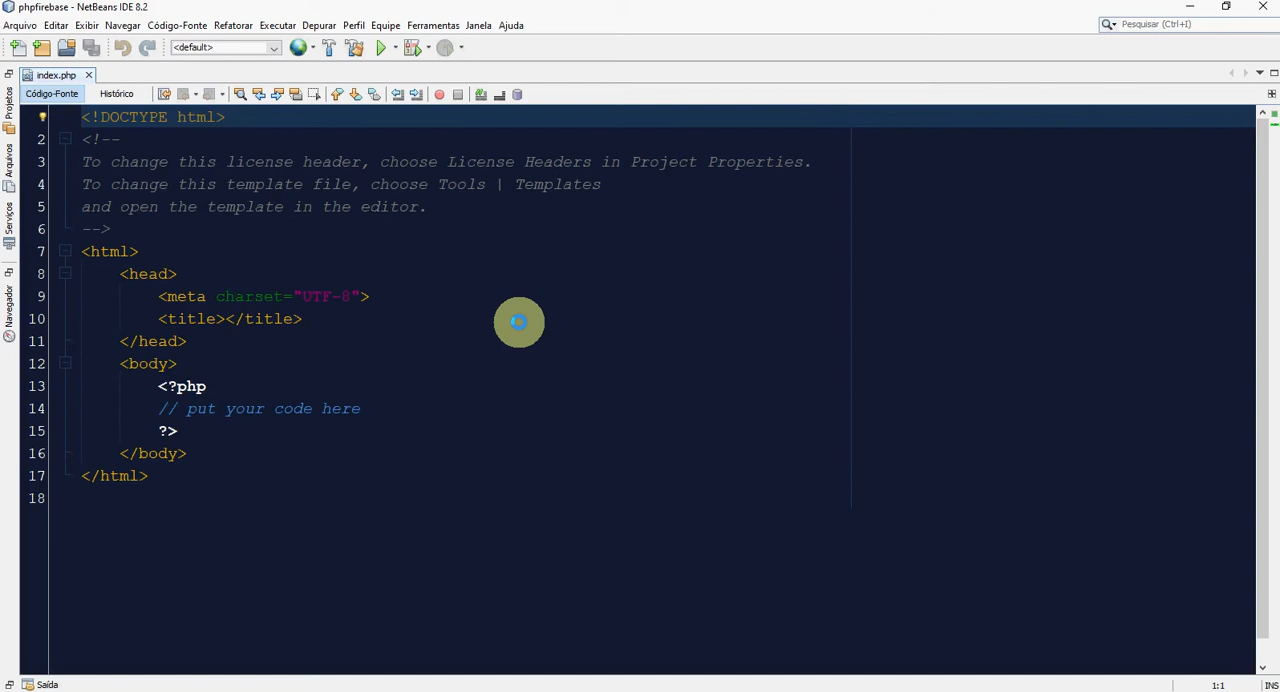 phpfirebase - NetBeans IDE 8.2
Arquivo Editar Exibir Navegar Código-Fonte Refatorar Executar Depurar Perfil Equipe Ferramentas Janela Ajuda
Pesquisar (Ctrl+I)
<default>
index.php
Código-Fonte Histórico
Projetos
Arquivos
Serviços
Navegador
<!DOCTYPE html>
2 <!--
3 To change this license header, choose License Headers in Project Properties.
4 To change this template file, choose Tools | Templates
5 and open the template in the editor.
6 -->
7 <html>
8 <head>
9 <meta charset="UTF-8">
10 <title></title>
11 </head>
12 <body>
13 <?php
14 // put your code here
15 ?>
16 </body>
17 </html>
18
Saída
1:1 INS